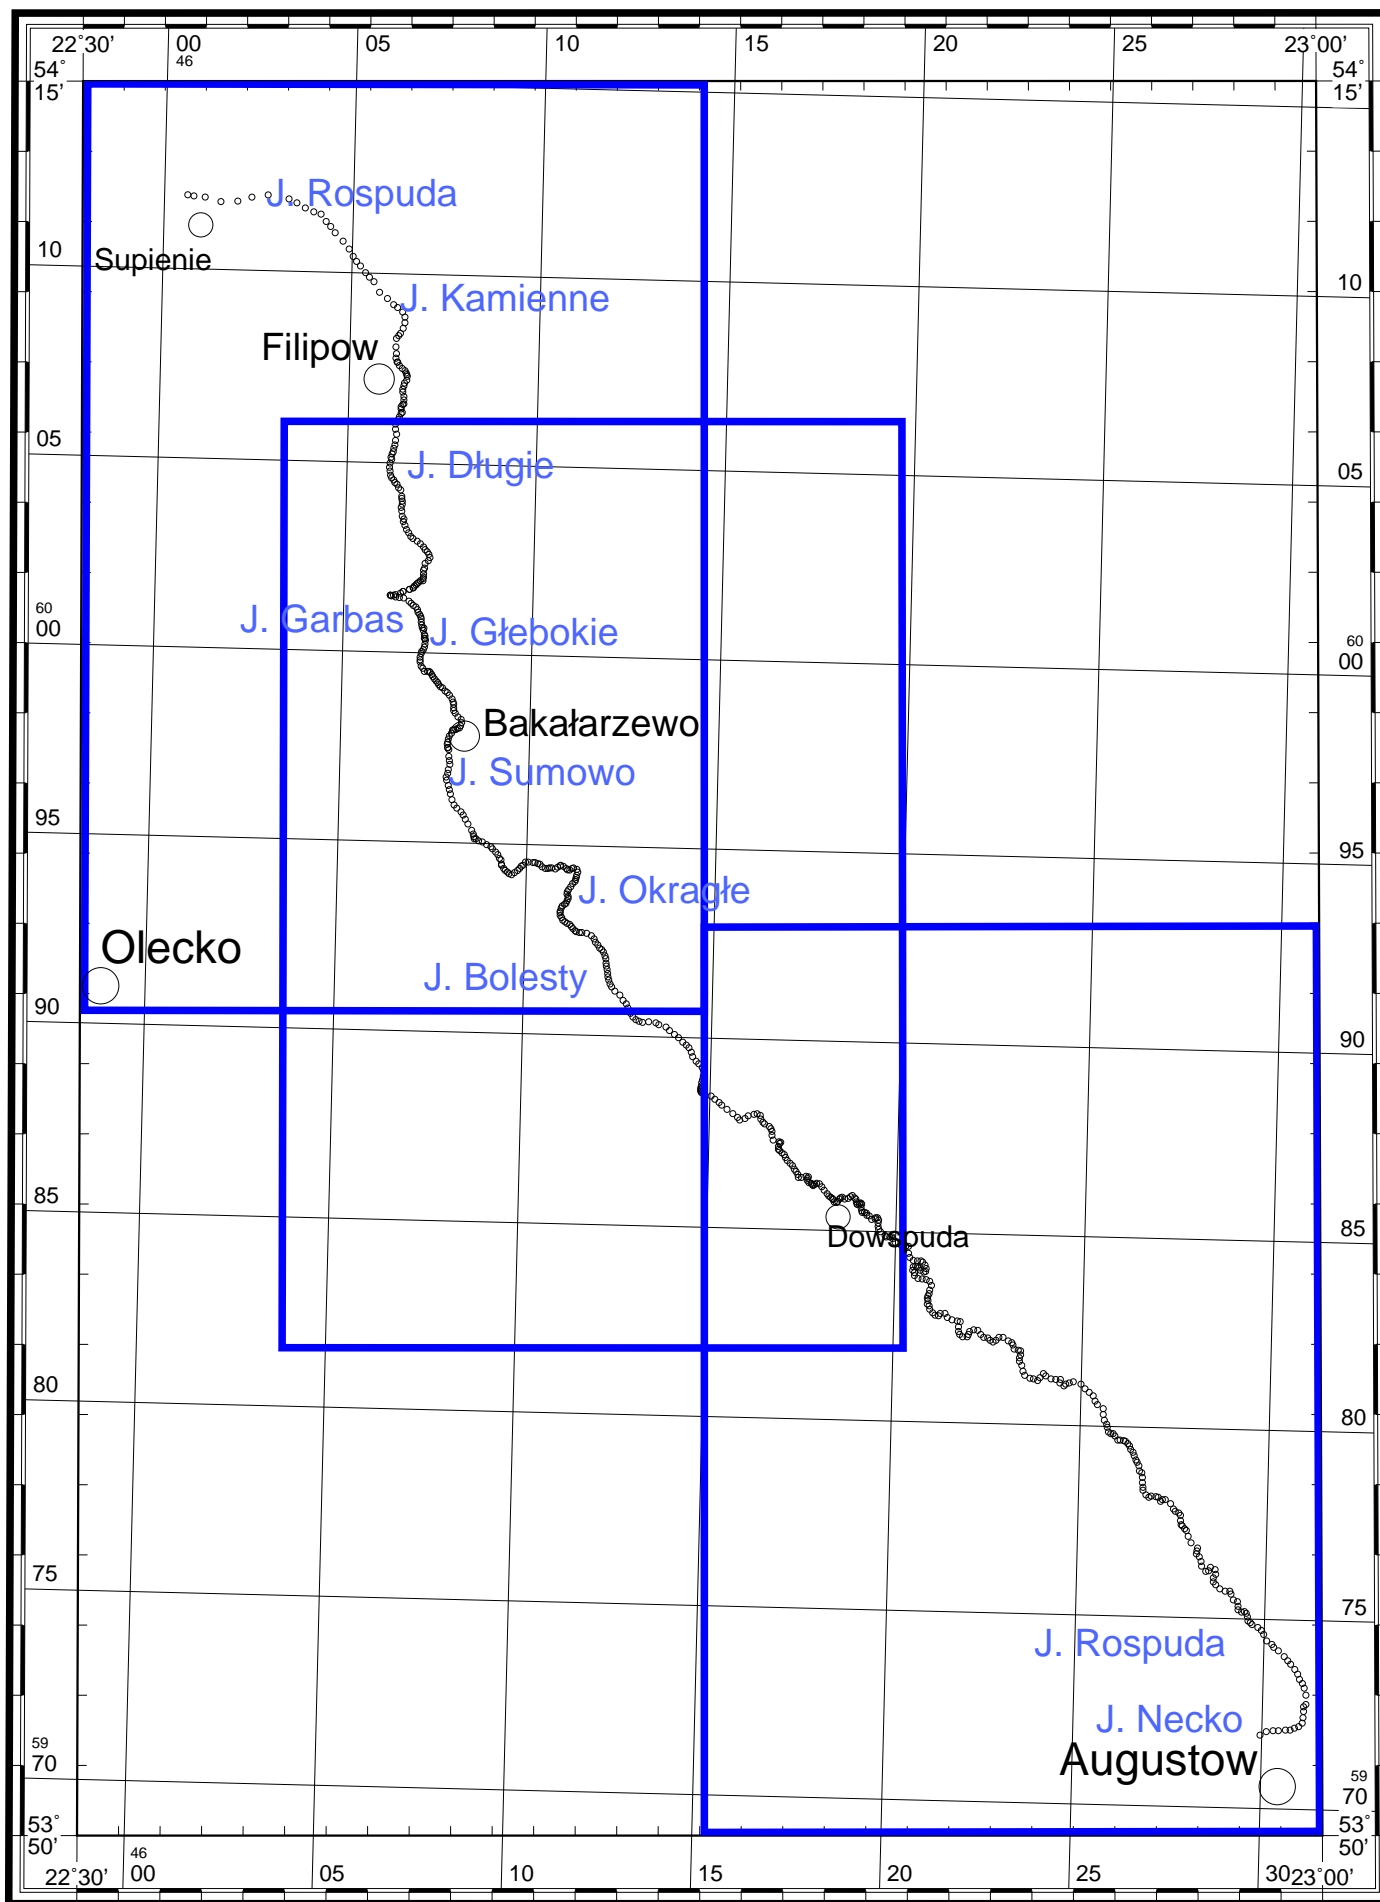 22°30' 00 05 10 15 20 25 23°00'
46
54° 54°
15' 15'
J. Rospuda
Supienie
10 10
J. Kamienne
Filipow
05 05
J. Długie
60 60
00 00
J. Garbas J. Głebokie
Bakałarzewo
J. Sumowo
95 95
J. Okragłe
Olecko
J. Bolesty
90 90
85 85
Dowspuda
80 80
75 75
J. Rospuda
J. Necko
Augustow
59 59
70 70
53° 53°
50' 50'
46
22°30' 00 05 10 15 20 25 30 23°00'